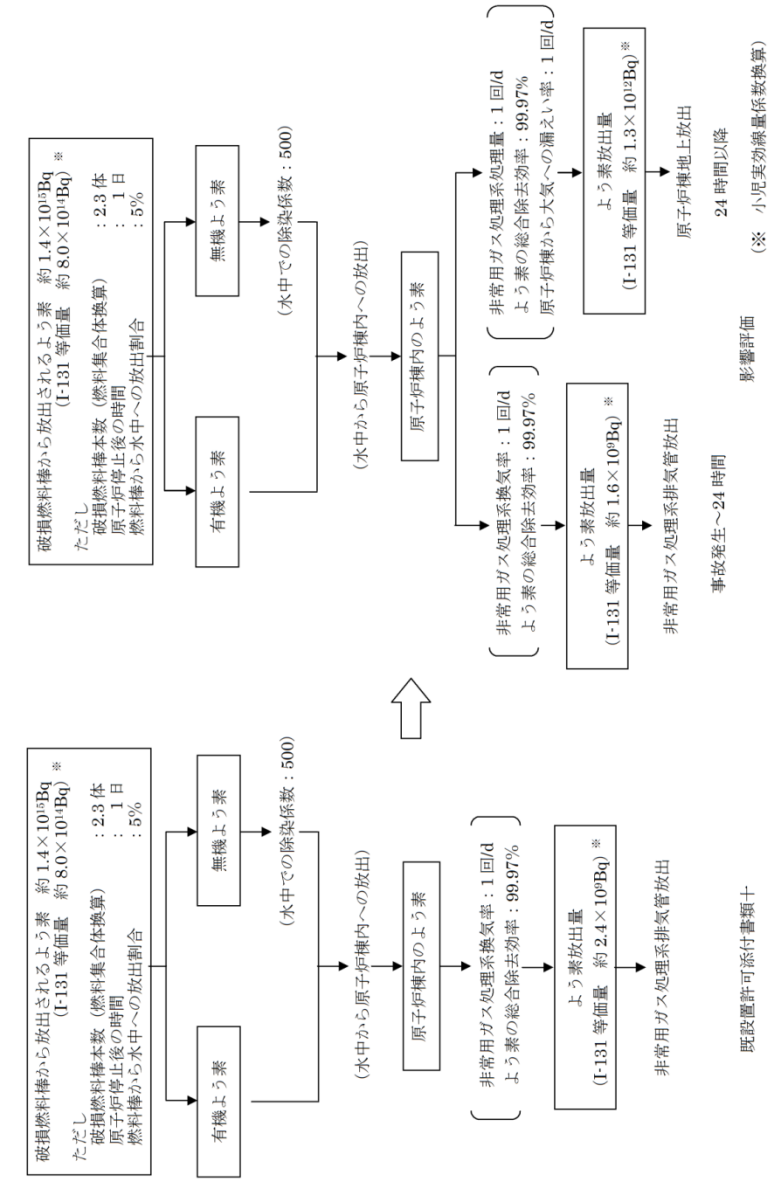 破損燃料棒から放出されるよう素　約 1.4×10¹⁵Bq
(I-131 等価量　約 8.0×10¹⁴Bq) ※
ただし
破損燃料棒本数（燃料集合体換算）：2.3 体
原子炉停止後の時間：1 日
燃料棒から水中への放出割合：5%
有機よう素
無機よう素
(水中での除染係数：500)
(水中から原子炉棟内への放出)
原子炉棟内のよう素
非常用ガス処理系換気率：1 回/d
よう素の総合除去効率：99.97%
よう素放出量
(I-131 等価量　約 2.4×10⁹Bq) ※
非常用ガス処理系排気管放出
既設置許可添付書類十
破損燃料棒から放出されるよう素　約 1.4×10¹⁵Bq
(I-131 等価量　約 8.0×10¹⁴Bq) ※
ただし
破損燃料棒本数（燃料集合体換算）：2.3 体
原子炉停止後の時間：1 日
燃料棒から水中への放出割合：5%
有機よう素
無機よう素
(水中での除染係数：500)
(水中から原子炉棟内への放出)
原子炉棟内のよう素
非常用ガス処理系換気率：1 回/d
よう素の総合除去効率：99.97%
よう素放出量
(I-131 等価量　約 1.6×10⁹Bq) ※
非常用ガス処理系排気管放出
事故発生～24 時間
非常用ガス処理系処理量：1 回/d
よう素の総合除去効率：99.97%
原子炉棟から大気への漏えい率：1 回/d
よう素放出量
(I-131 等価量　約 1.3×10¹²Bq) ※
原子炉棟地上放出
24 時間以降
影響評価
(※　小児実効線量係数換算)